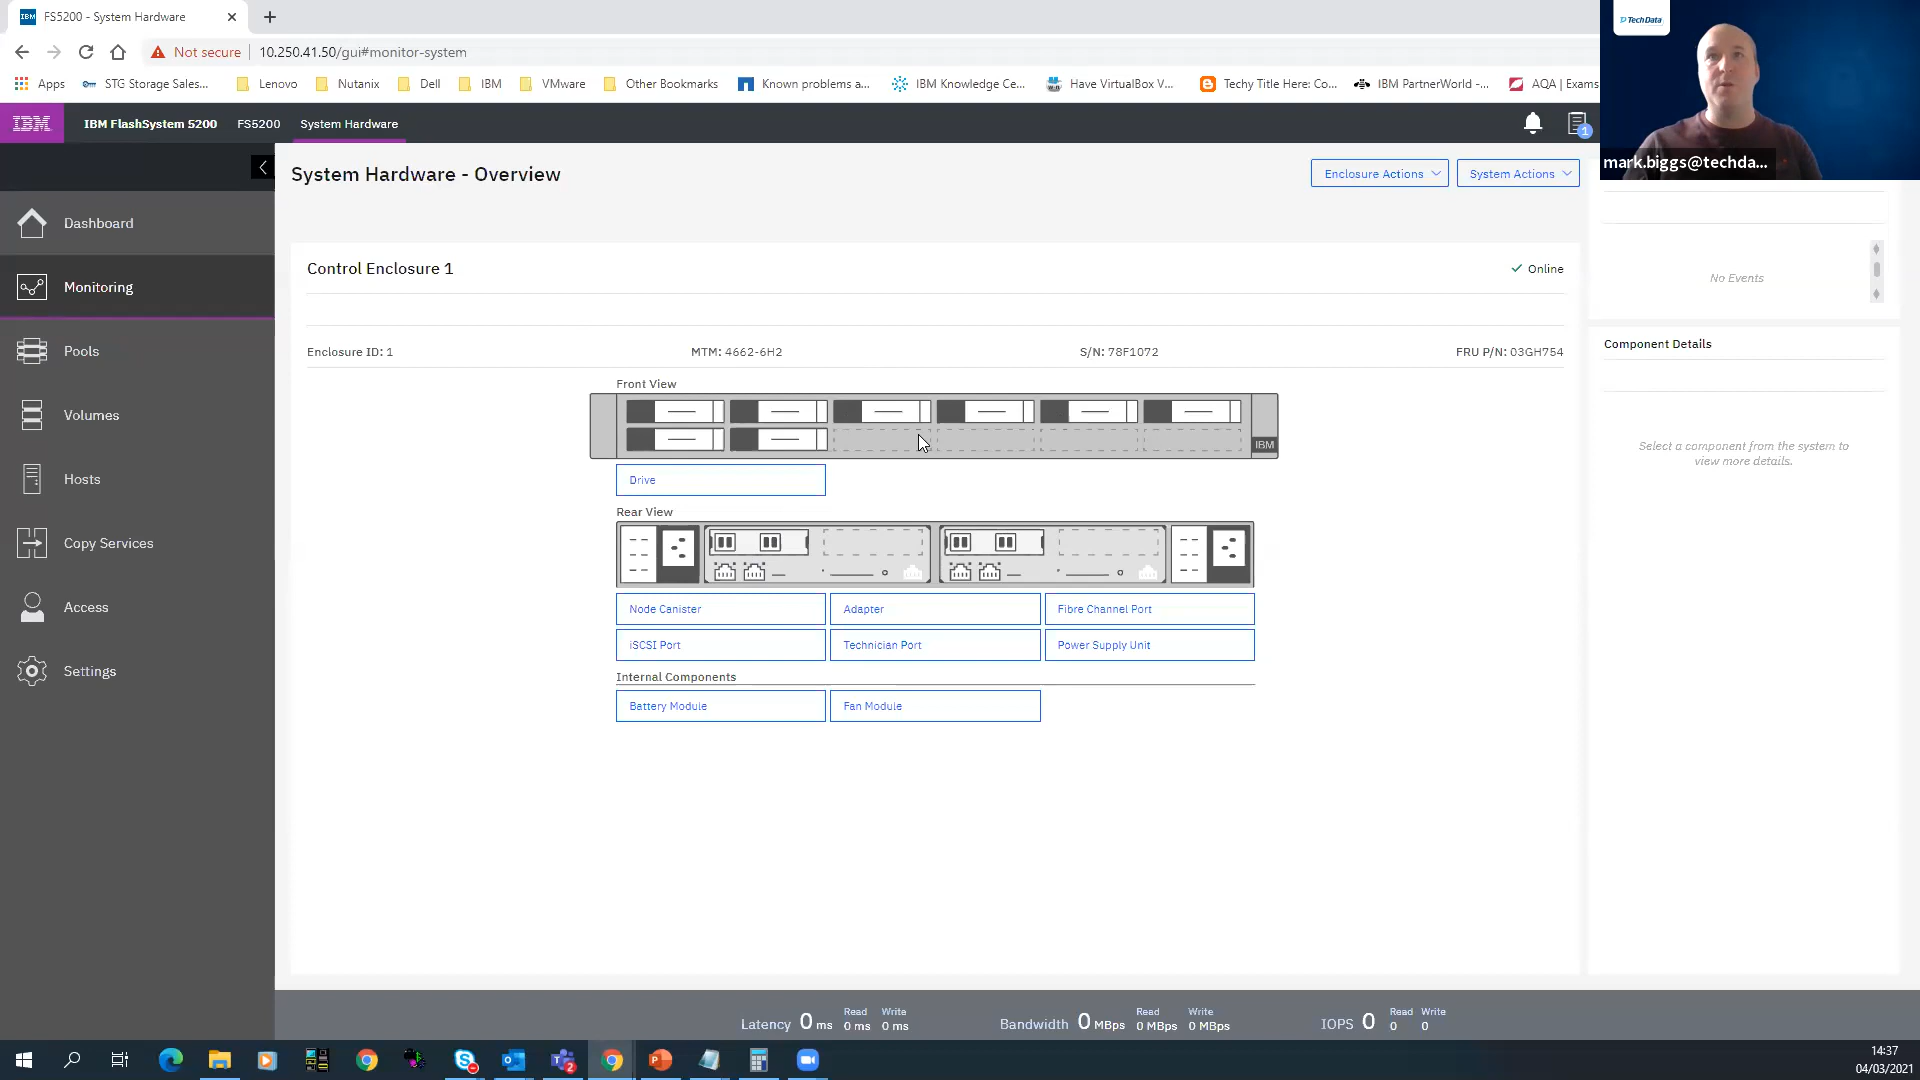 FS5200 - System Hardware
Not secure
10.250.41.50/gui#monitor-system
Apps
STG Storage Sales...
Lenovo
Nutanix
Dell
IBM
VMware
Other Bookmarks
Known problems a...
IBM Knowledge Ce...
Have VirtualBox V...
Techy Title Here: Co...
IBM PartnerWorld -...
AQA | Exams
TechData
mark.biggs@techda...
IBM
IBM FlashSystem 5200
FS5200
System Hardware
1
System Hardware - Overview
Enclosure Actions
System Actions
Dashboard
Monitoring
Pools
Volumes
Hosts
Copy Services
Access
Settings
Control Enclosure 1
Online
Enclosure ID: 1
MTM: 4662-6H2
S/N: 78F1072
FRU P/N: 03GH754
Front View
IBM
Drive
Rear View
Node Canister
Adapter
Fibre Channel Port
iSCSI Port
Technician Port
Power Supply Unit
Internal Components
Battery Module
Fan Module
No Events
Component Details
Select a component from the system to
view more details.
Latency 0 ms
Read
0 ms
Write
0 ms
Bandwidth 0 MBps
Read
0 MBps
Write
0 MBps
IOPS 0
Read
0
Write
0
2
14:37
04/03/2021